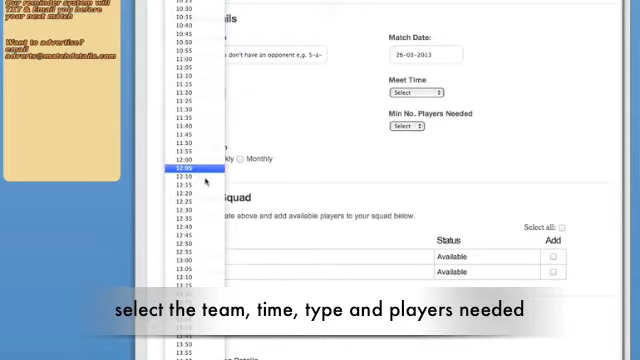 Our reminder system will
TXT & Email you before
your next match
Want to advertise?
email
adverts@matchdetails.com
10:25
10:30
10:35
10:40
10:45
10:50
10:55
11:00
11:05
11:10
11:15
11:20
11:25
11:30
11:35
11:40
11:45
11:50
11:55
12:00
12:05
12:10
12:15
12:20
12:25
12:30
12:35
12:40
12:45
12:50
12:55
13:00
13:05
13:10
13:15
13:50
13:55
Match Date:
u don't have an opponent e.g. 5-a-
26-03-2013
Meet Time
Select
Min No. Players Needed
Select
Monthly
Squad
ate above and add available players to your squad below.
Select all:
Status
Add
Available
Available
select the team, time, type and players needed
Details